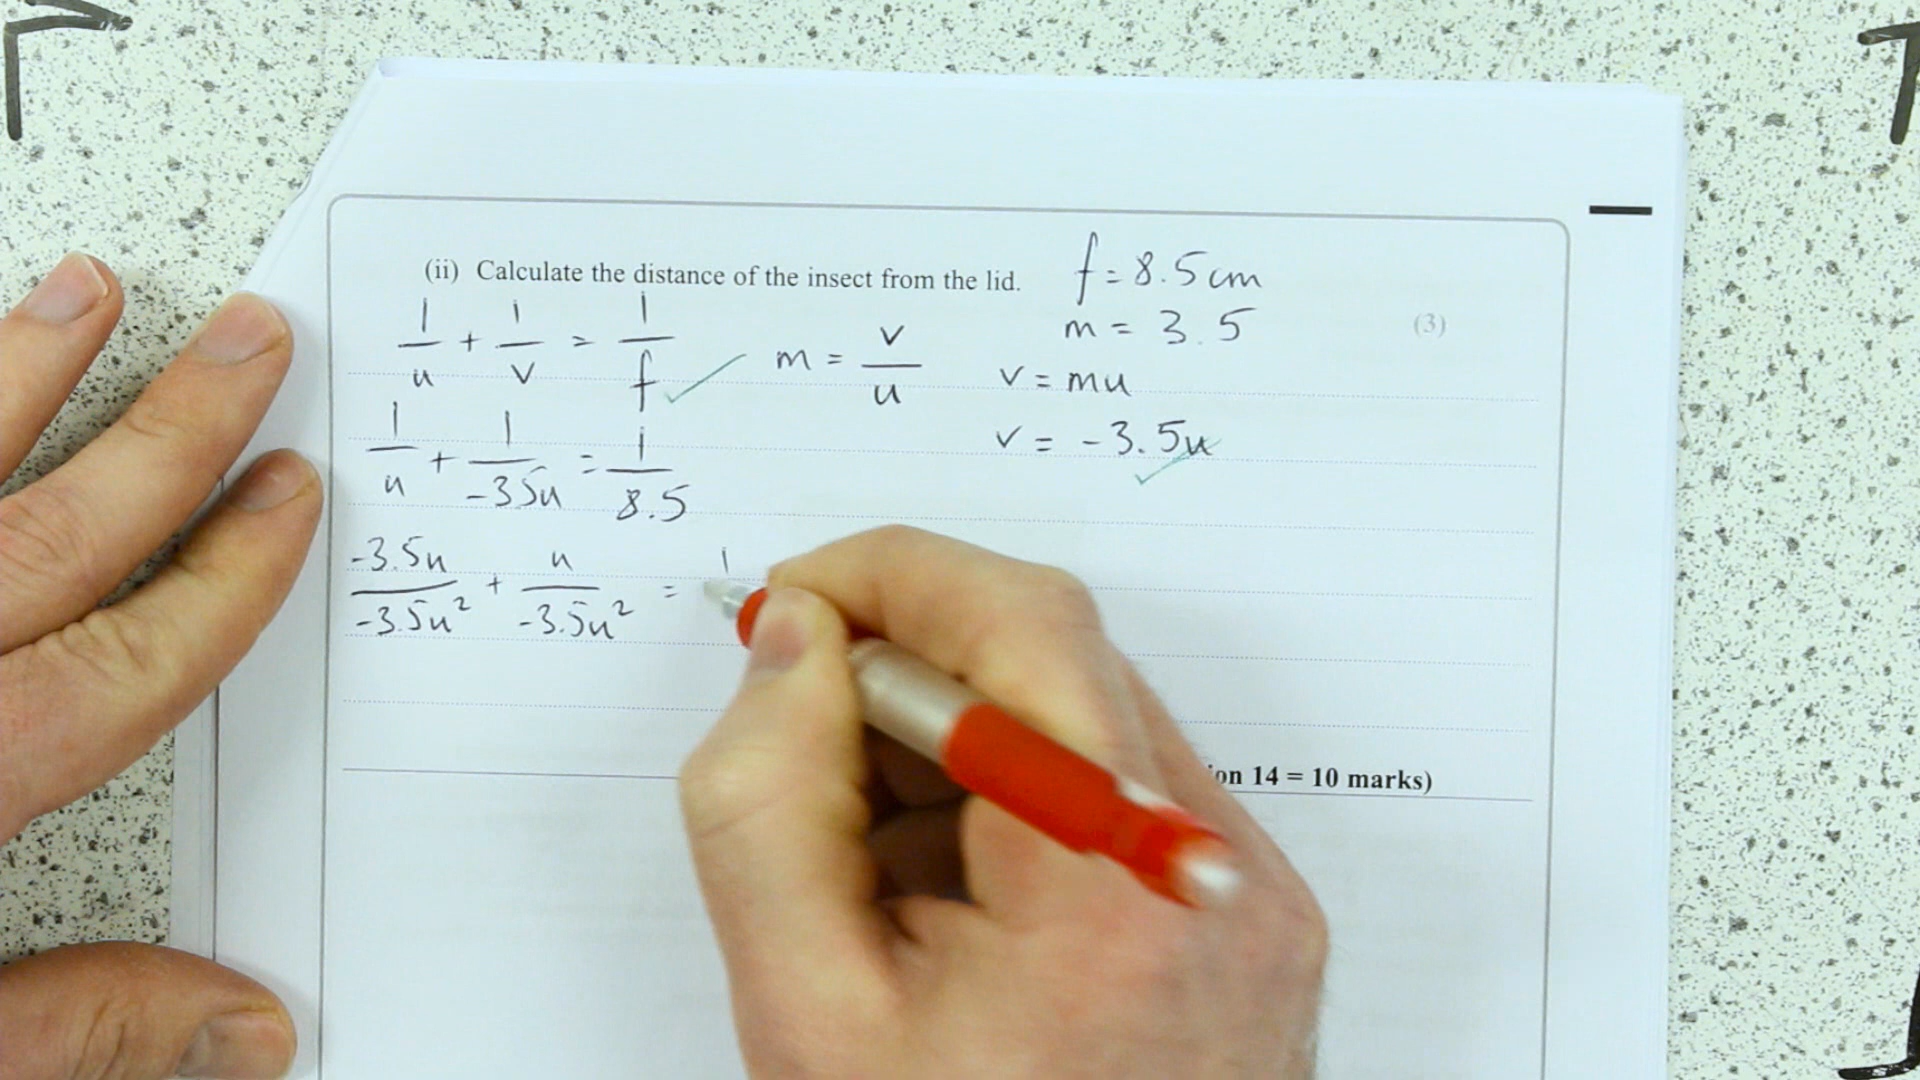 (ii) Calculate the distance of the insect from the lid.
f = 8.5 cm
m = 3.5
(3)
1/u + 1/v = 1/f
m = v/u
v = mu
v = -3.5u
1/u + 1/-35u = 1/8.5
-3.5u/-3.5u² + u/-3.5u² = 1
on 14 = 10 marks)